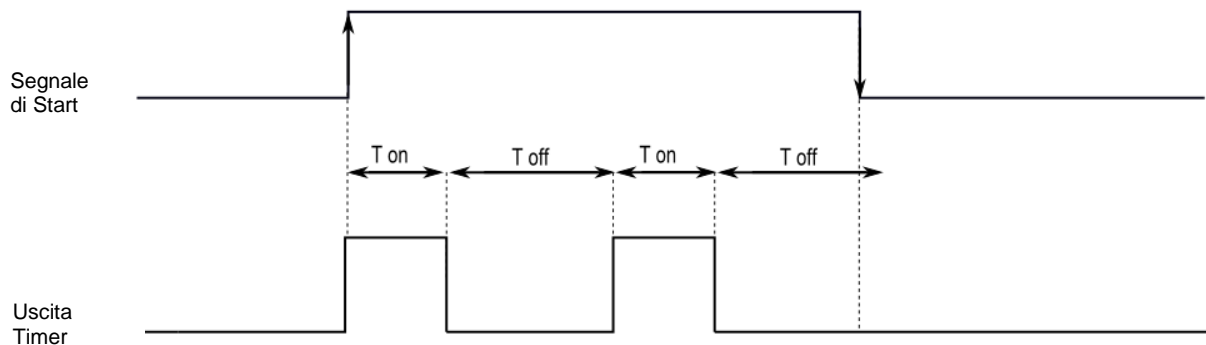 Segnale
di Start
T on
T off
T on
T off
Uscita
Timer